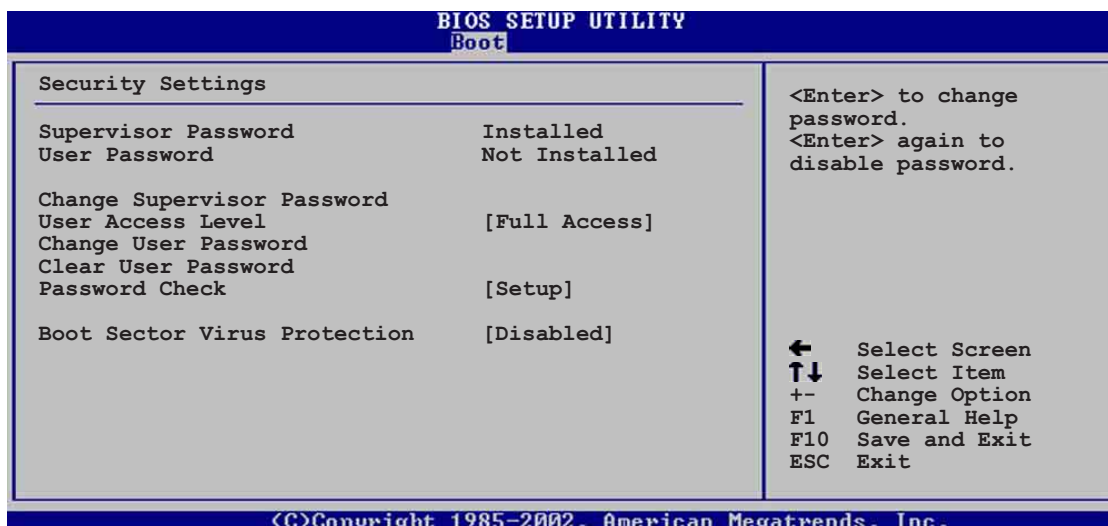 BIOS SETUP UTILITY
Boot
Security Settings
Supervisor Password Installed
User Password Not Installed
Change Supervisor Password
User Access Level [Full Access]
Change User Password
Clear User Password
Password Check [Setup]
Boot Sector Virus Protection [Disabled]
<Enter> to change
password.
<Enter> again to
disable password.
← Select Screen
↑↓ Select Item
+- Change Option
F1 General Help
F10 Save and Exit
ESC Exit
(C)Copyright 1985-2002, American Megatrends, Inc.